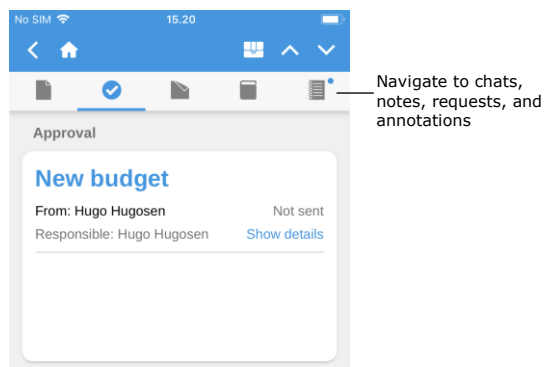 No SIM 15.20
Navigate to chats,
notes, requests, and
annotations
Approval
New budget
From: Hugo Hugosen Not sent
Responsible: Hugo Hugosen Show details